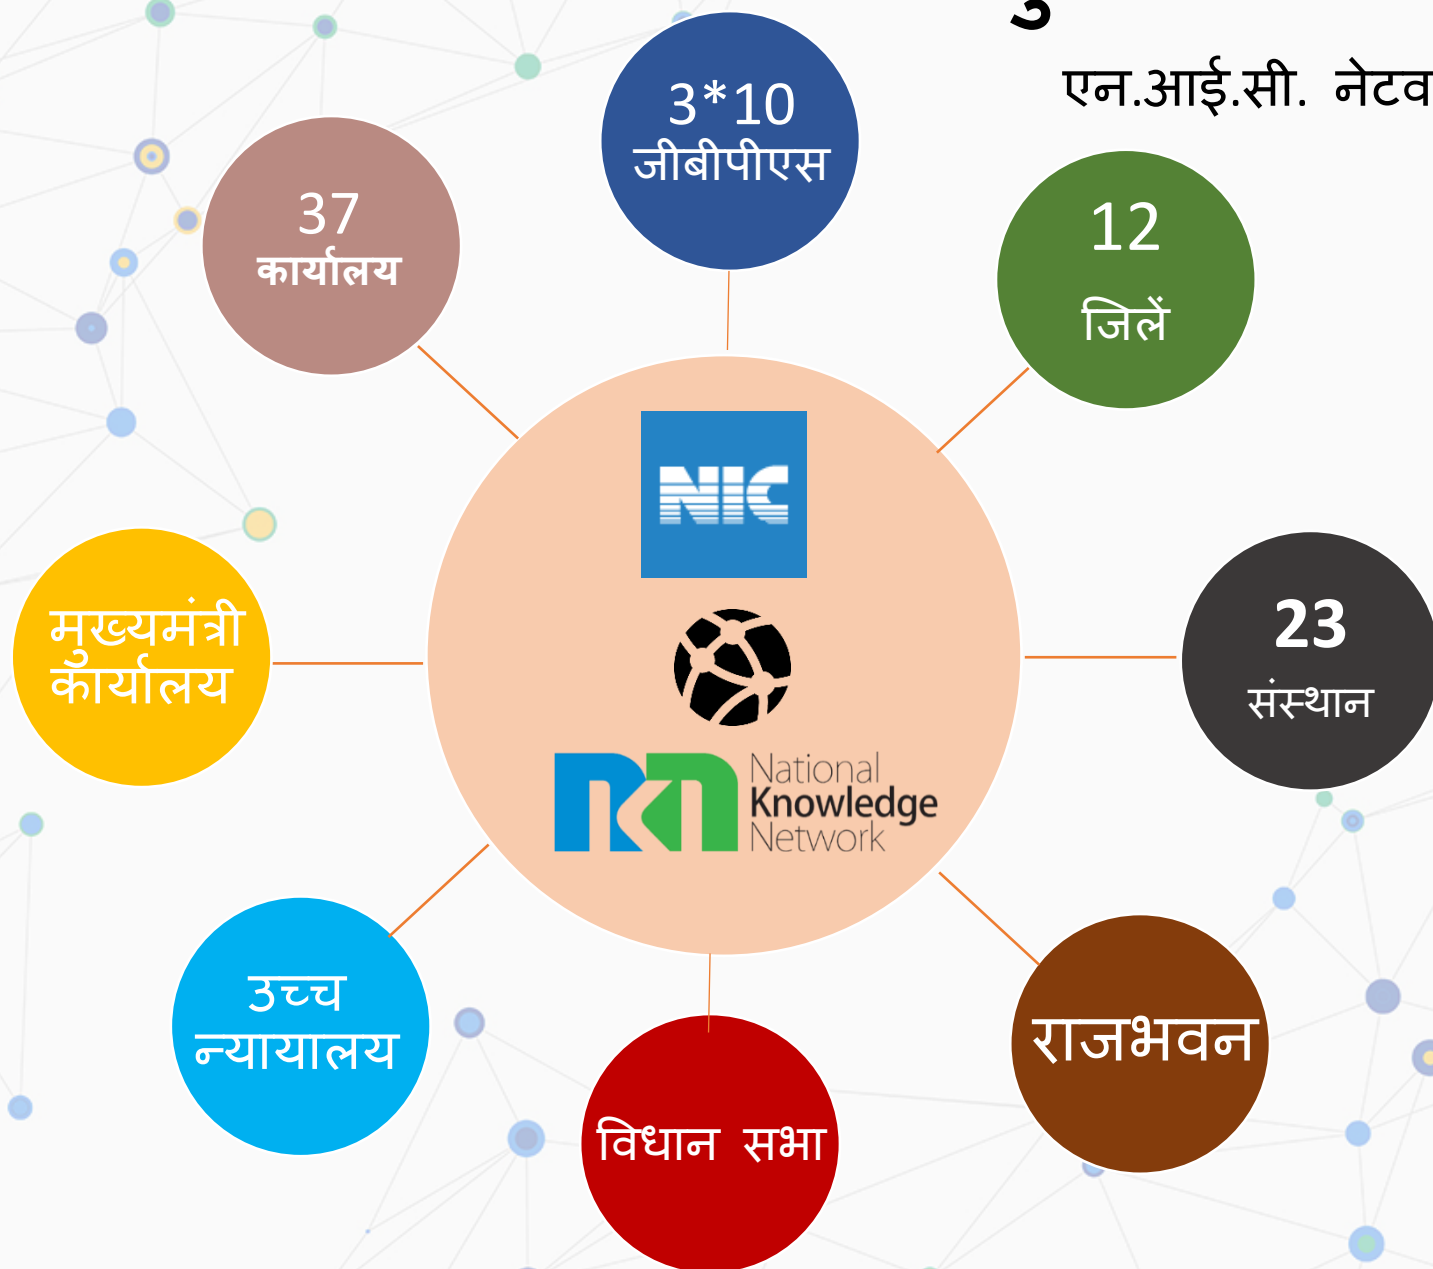 एन.आई.सी. नेटव
3*10
जीबीपीएस
12
जिलें
37
कार्यालय
NIC
23
संस्थान
मुख्यमंत्री
कार्यालय
National
Knowledge
Network
उच्च
न्यायालय
राजभवन
विधान सभा